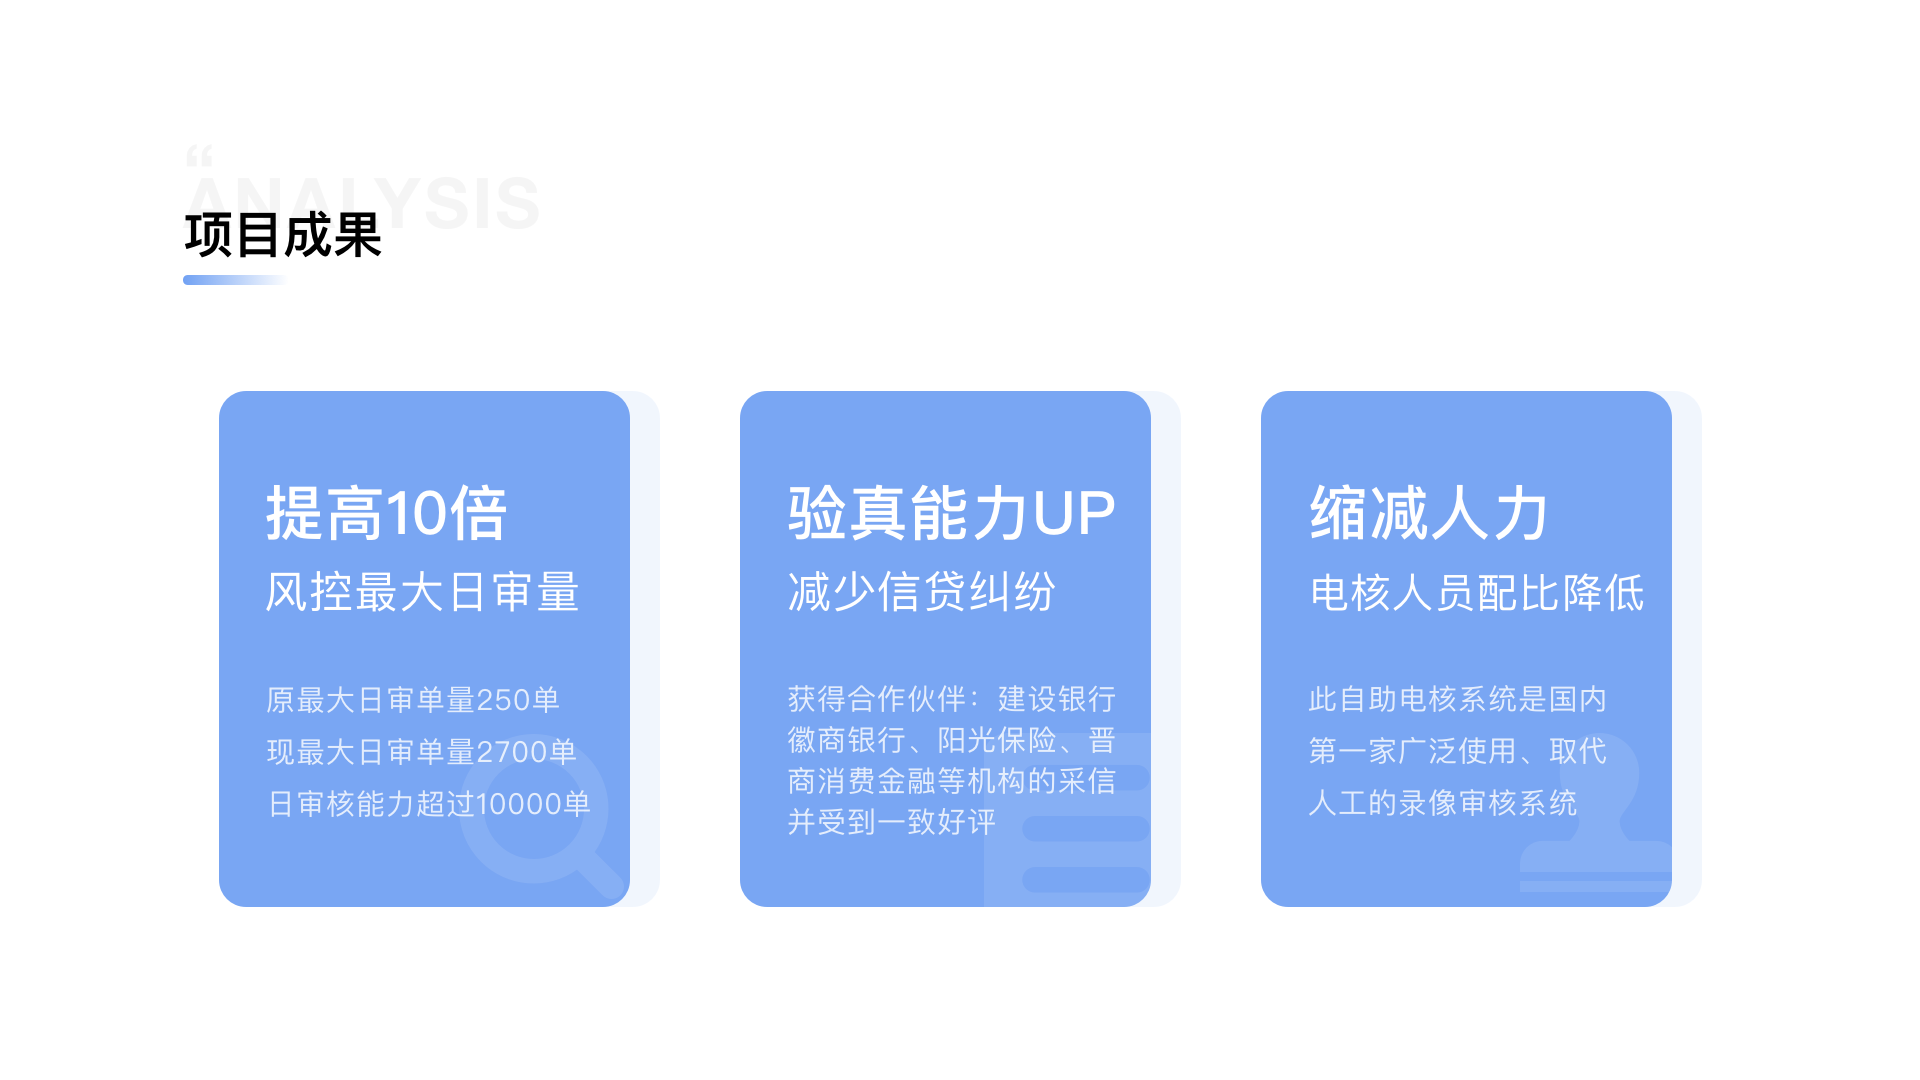 “
ANALYSIS
项目成果
提高10倍
风控最大日审量
原最大日审单量250单
现最大日审单量2700单
日审核能力超过10000单
验真能力UP
减少信贷纠纷
获得合作伙伴：建设银行
徽商银行、阳光保险、晋
商消费金融等机构的采信
并受到一致好评
缩减人力
电核人员配比降低
此自助电核系统是国内
第一家广泛使用、取代
人工的录像审核系统